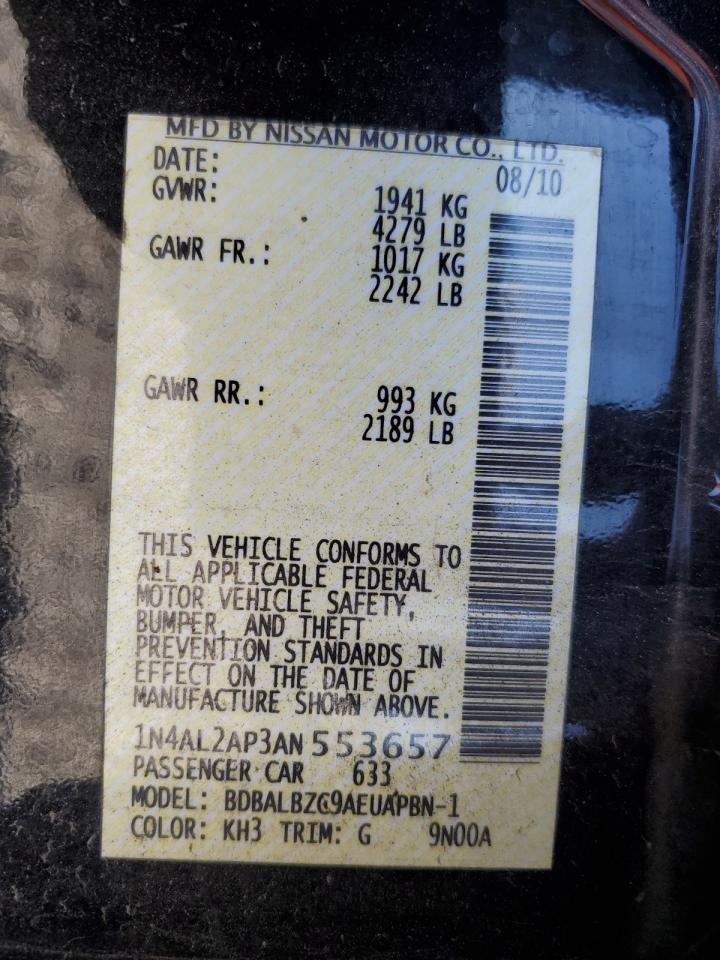 MFD BY NISSAN MOTOR CO., LTD.
DATE: 08/10
GVWR: 1941 KG
4279 LB
GAWR FR.: 1017 KG
2242 LB
GAWR RR.: 993 KG
2189 LB
THIS VEHICLE CONFORMS TO
ALL APPLICABLE FEDERAL
MOTOR VEHICLE SAFETY,
BUMPER, AND THEFT
PREVENTION STANDARDS IN
EFFECT ON THE DATE OF
MANUFACTURE SHOWN ABOVE.
1N4AL2AP3AN553657
PASSENGER CAR 633
MODEL: BDBALBZC9AEUAPBN-1
COLOR: KH3 TRIM: G 9N00A